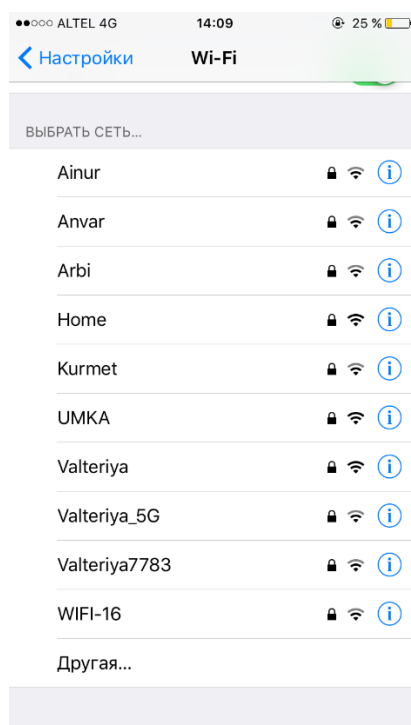 ALTEL 4G 14:09 25 %
Настройки Wi-Fi
ВЫБРАТЬ СЕТЬ...
Ainur
Anvar
Arbi
Home
Kurmet
UMKA
Valteriya
Valteriya_5G
Valteriya7783
WIFI-16
Другая...